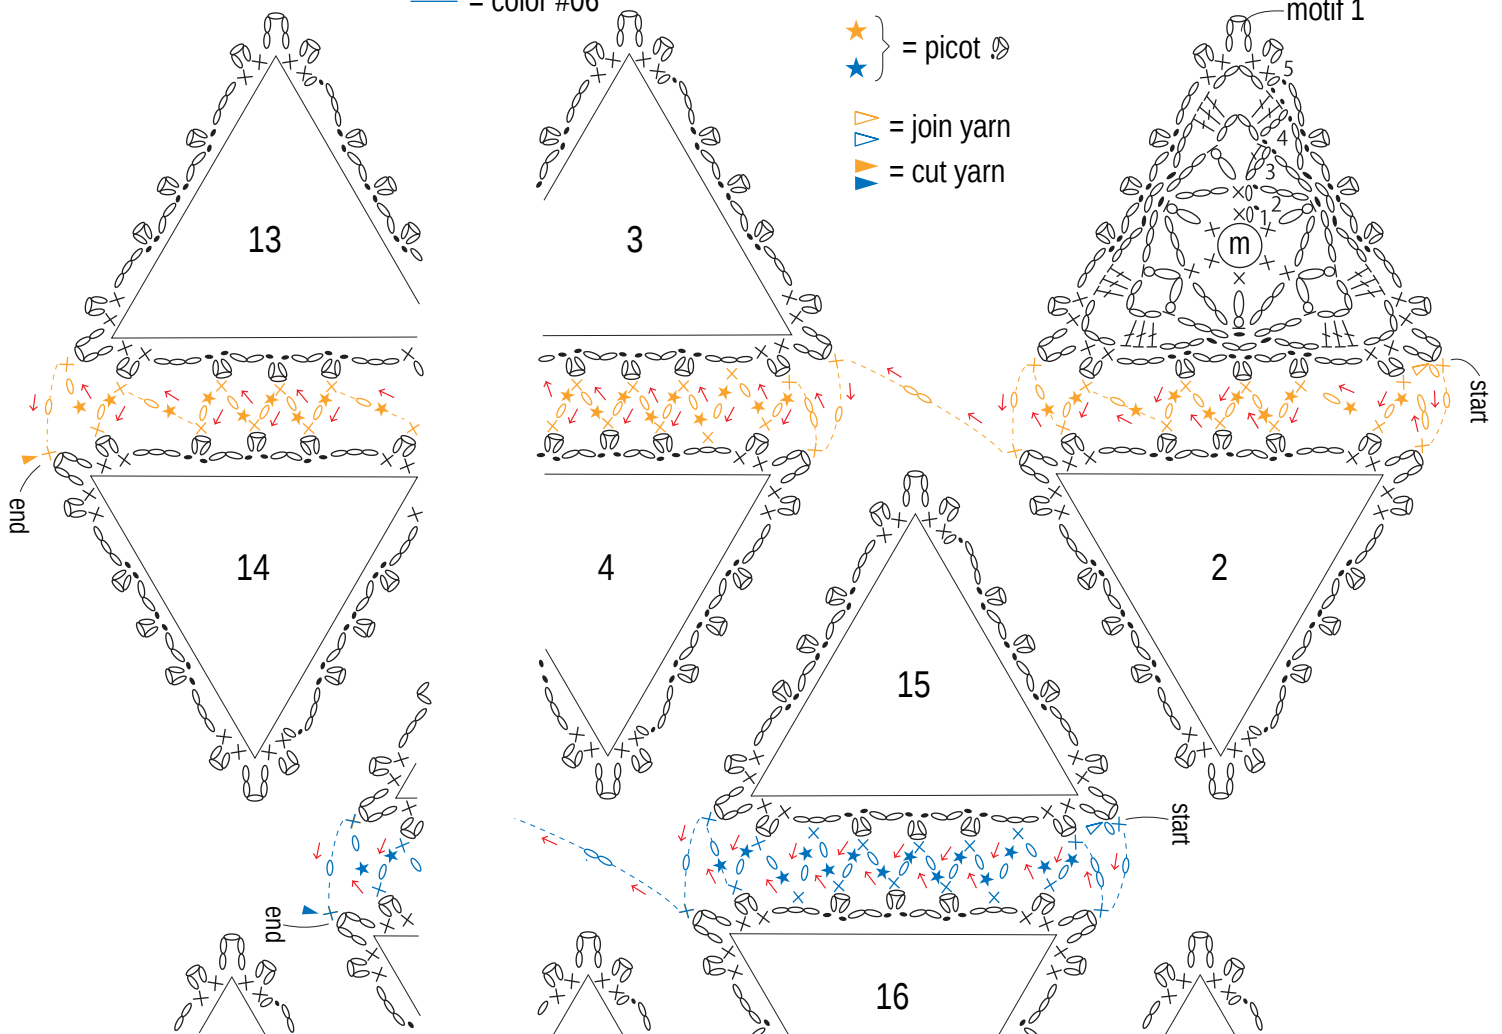 = color #06
motif 1
= picot
= join yarn
= cut yarn
5
4
3
2
1
m
13
3
start
end
14
4
2
15
start
end
16